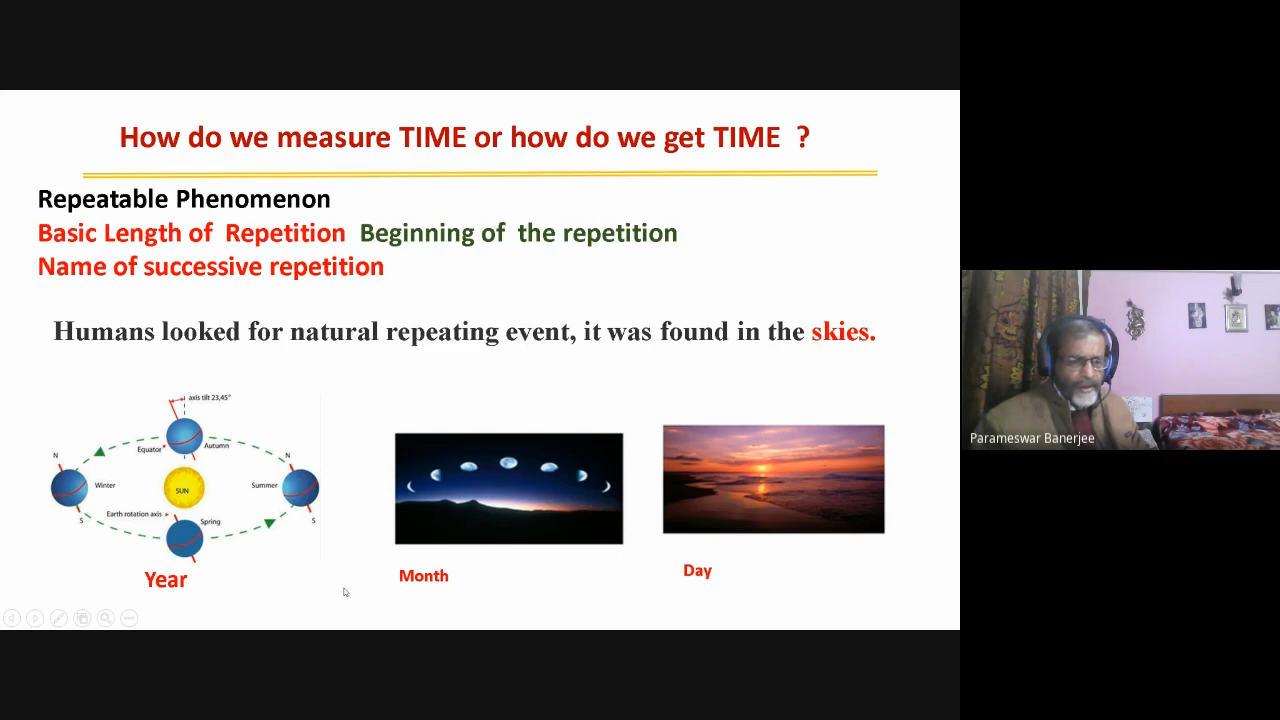 How do we measure TIME or how do we get TIME ?
Repeatable Phenomenon
Basic Length of Repetition Beginning of the repetition
Name of successive repetition
Humans looked for natural repeating event, it was found in the skies.
axis tilt 23,45°
Equator
Autumn
N
Winter
S
SUN
N
Summer
S
Earth rotation axis
Spring
Year
Month
Day
Parameswar Banerjee